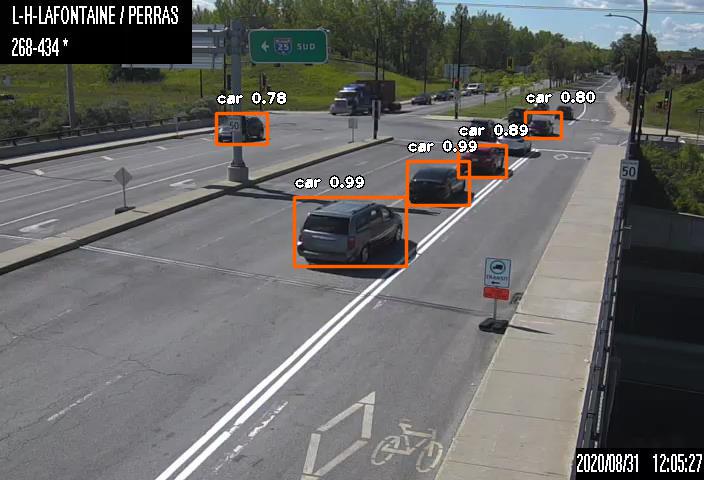 L-H-LAFONTAINE / PERRAS
268-434 *
25 SUD
car 0.78
50
car 0.80
car 0.89
car 0.99
50
car 0.99
TRANSIT
2020/08/31 12:05:27